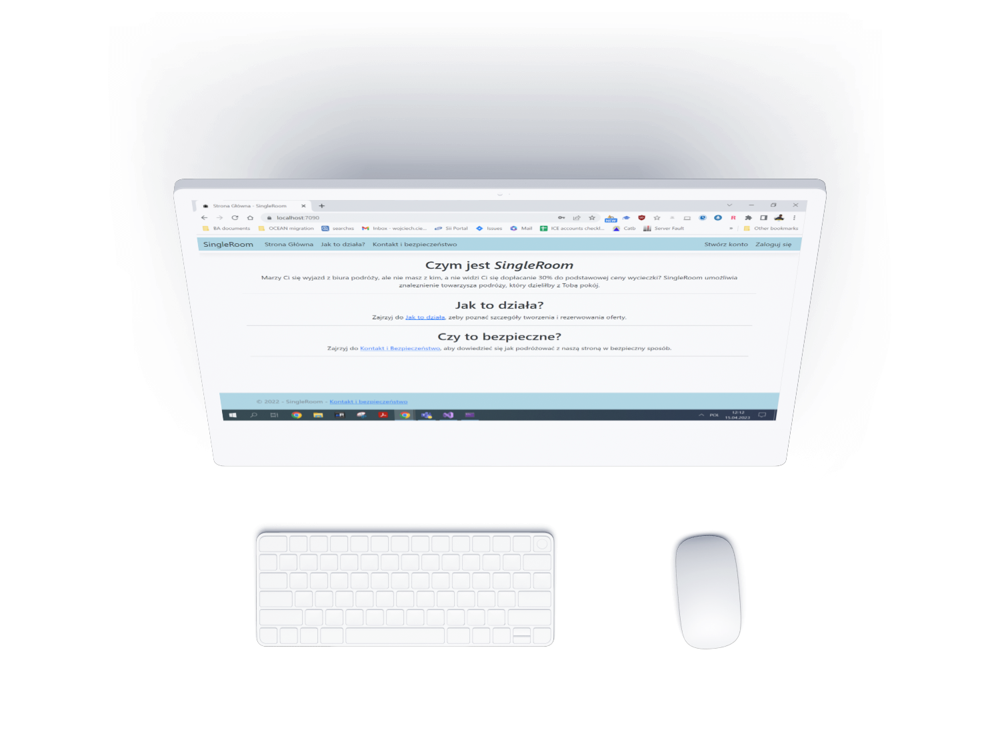 Strona Główna - SingleRoom
localhost:7090
NEW
BA documents OCEAN migration searchxs Inbox - wojciech.cie... Sii Portal Issues Mail ICE accounts checkl... Catb Server Fault » Other bookmarks
SingleRoom Strona Główna Jak to działa? Kontakt i bezpieczeństwo Stwórz konto Zaloguj się
Czym jest SingleRoom
Marzy Ci się wyjazd z biura podróży, ale nie masz z kim, a nie widzi Ci się dopłacanie 30% do podstawowej ceny wycieczki? SingleRoom umożliwia
znaleznienie towarzysza podróży, który dzieliłby z Tobą pokój.
Jak to działa?
Zajrzyj do Jak to działa, zeby poznać szczegóły tworzenia i rezerwowania oferty.
Czy to bezpieczne?
Zajrzyj do Kontakt i Bezpieczeństwo, aby dowiedzieć się jak podróżować z naszą stroną w bezpieczny sposób.
© 2022 - SingleRoom - Kontakt i bezpieczeństwo
POL 12:12
15.04.2023